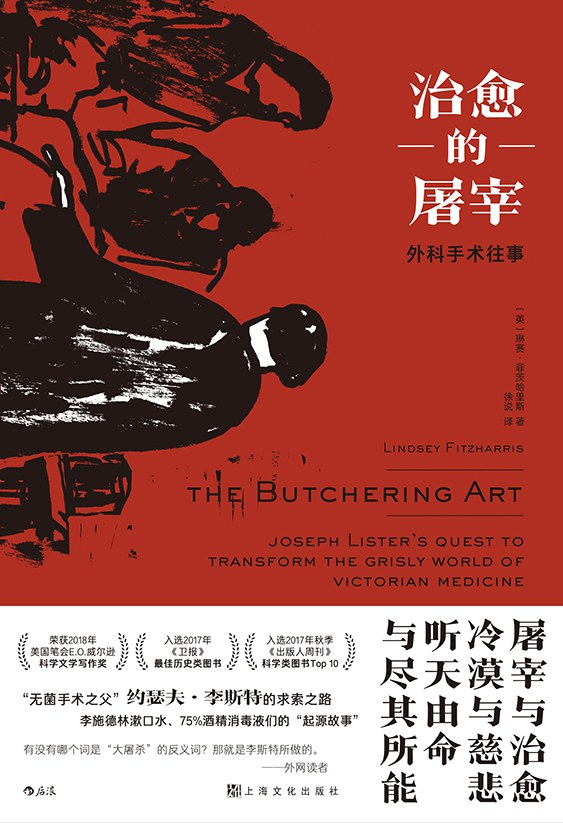 治愈
的
屠宰
外科手术往事
[英]琳赛·菲茨哈里斯 著
徐说 译
LINDSEY FITZHARRIS
THE BUTCHERING ART
JOSEPH LISTER'S QUEST TO
TRANSFORM THE GRISLY WORLD OF
VICTORIAN MEDICINE
荣获2018年
美国笔会E.O.威尔逊
科学文学写作奖
入选2017年
《卫报》
最佳历史类图书
入选2017年秋季
《出版人周刊》
科学类图书Top 10
“无菌手术之父”约瑟夫·李斯特的求索之路
李施德林漱口水、75%酒精消毒液们的“起源故事”
有没有哪个词是“大屠杀”的反义词?那就是李斯特所做的。
——外网读者
屠宰与治愈
冷漠与慈悲
听天由命
与尽其所能
后浪
上海文化出版社